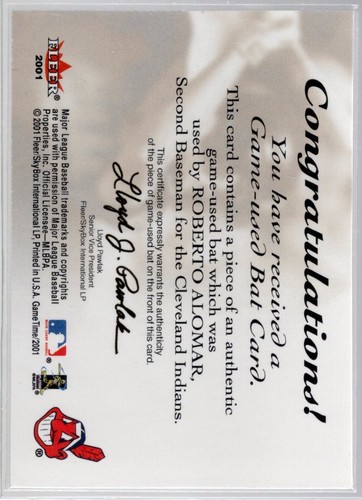 Congratulations!
You have received a
Game-used Bat Card.
This card contains a piece of an authentic
game-used bat which was
used by ROBERTO ALOMAR,
Second Baseman for the Cleveland Indians.
This certificate expressly warrants the authenticity
of the piece of game-used bat on the front of this card.
Lloyd J. Pawlak
Lloyd Pawlak
Senior Vice President
Fleer/SkyBox International LP
FLEER®
2001
Major League Baseball trademarks and copyrights
are used with permission of Major League Baseball
Properties, Inc. Official Licensee–MLBPA.
©2001 Fleer/SkyBox International LP, Printed in U.S.A. GameTime/2001